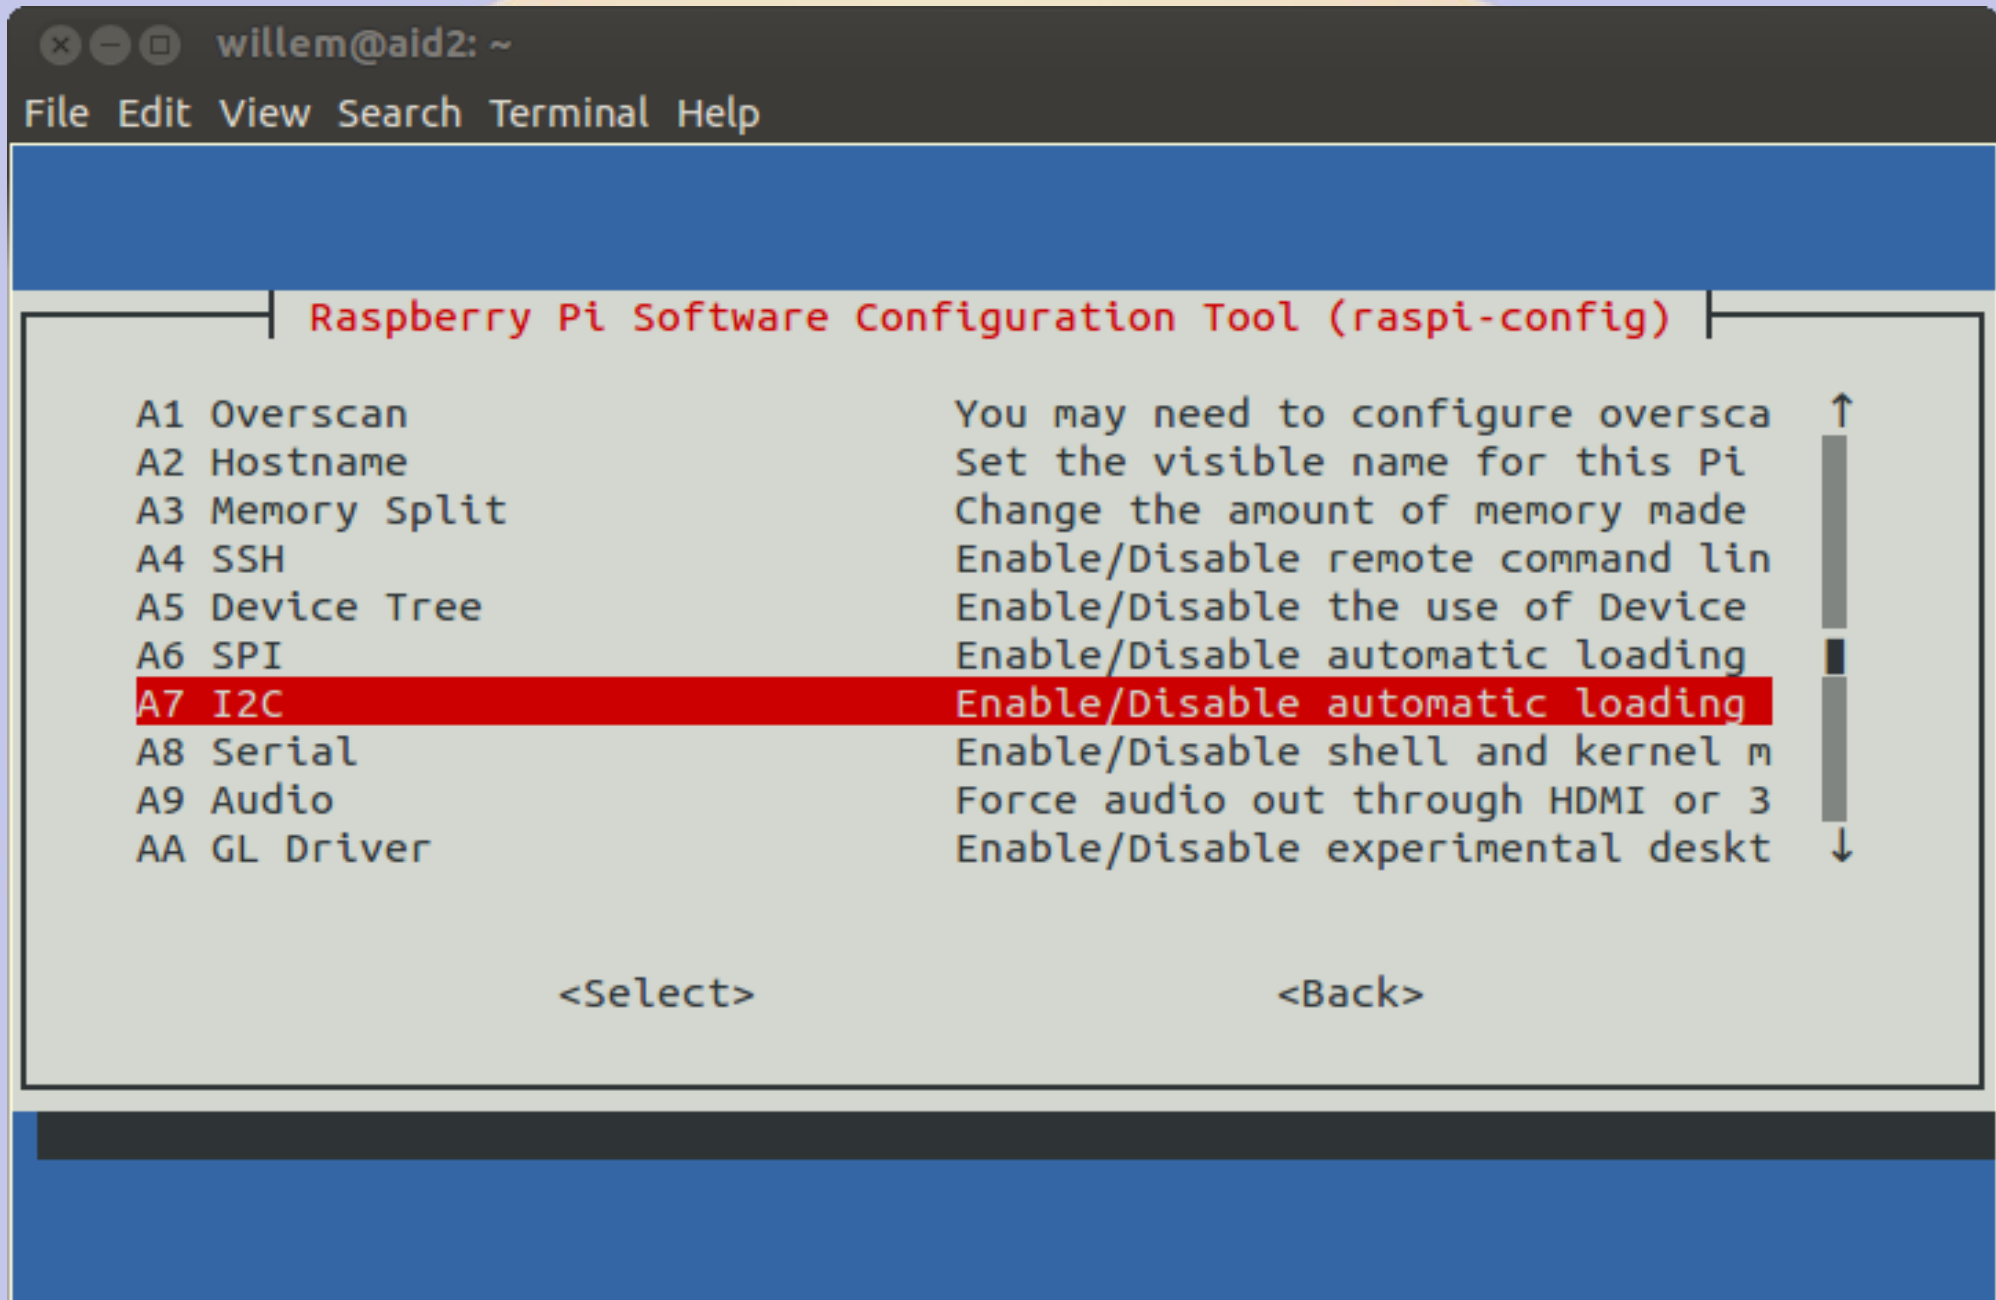 willem@aid2: ~
File Edit View Search Terminal Help
Raspberry Pi Software Configuration Tool (raspi-config)
A1 Overscan You may need to configure oversca ↑
A2 Hostname Set the visible name for this Pi
A3 Memory Split Change the amount of memory made
A4 SSH Enable/Disable remote command lin
A5 Device Tree Enable/Disable the use of Device
A6 SPI Enable/Disable automatic loading
A7 I2C Enable/Disable automatic loading
A8 Serial Enable/Disable shell and kernel m
A9 Audio Force audio out through HDMI or 3
AA GL Driver Enable/Disable experimental deskt ↓
<Select> <Back>